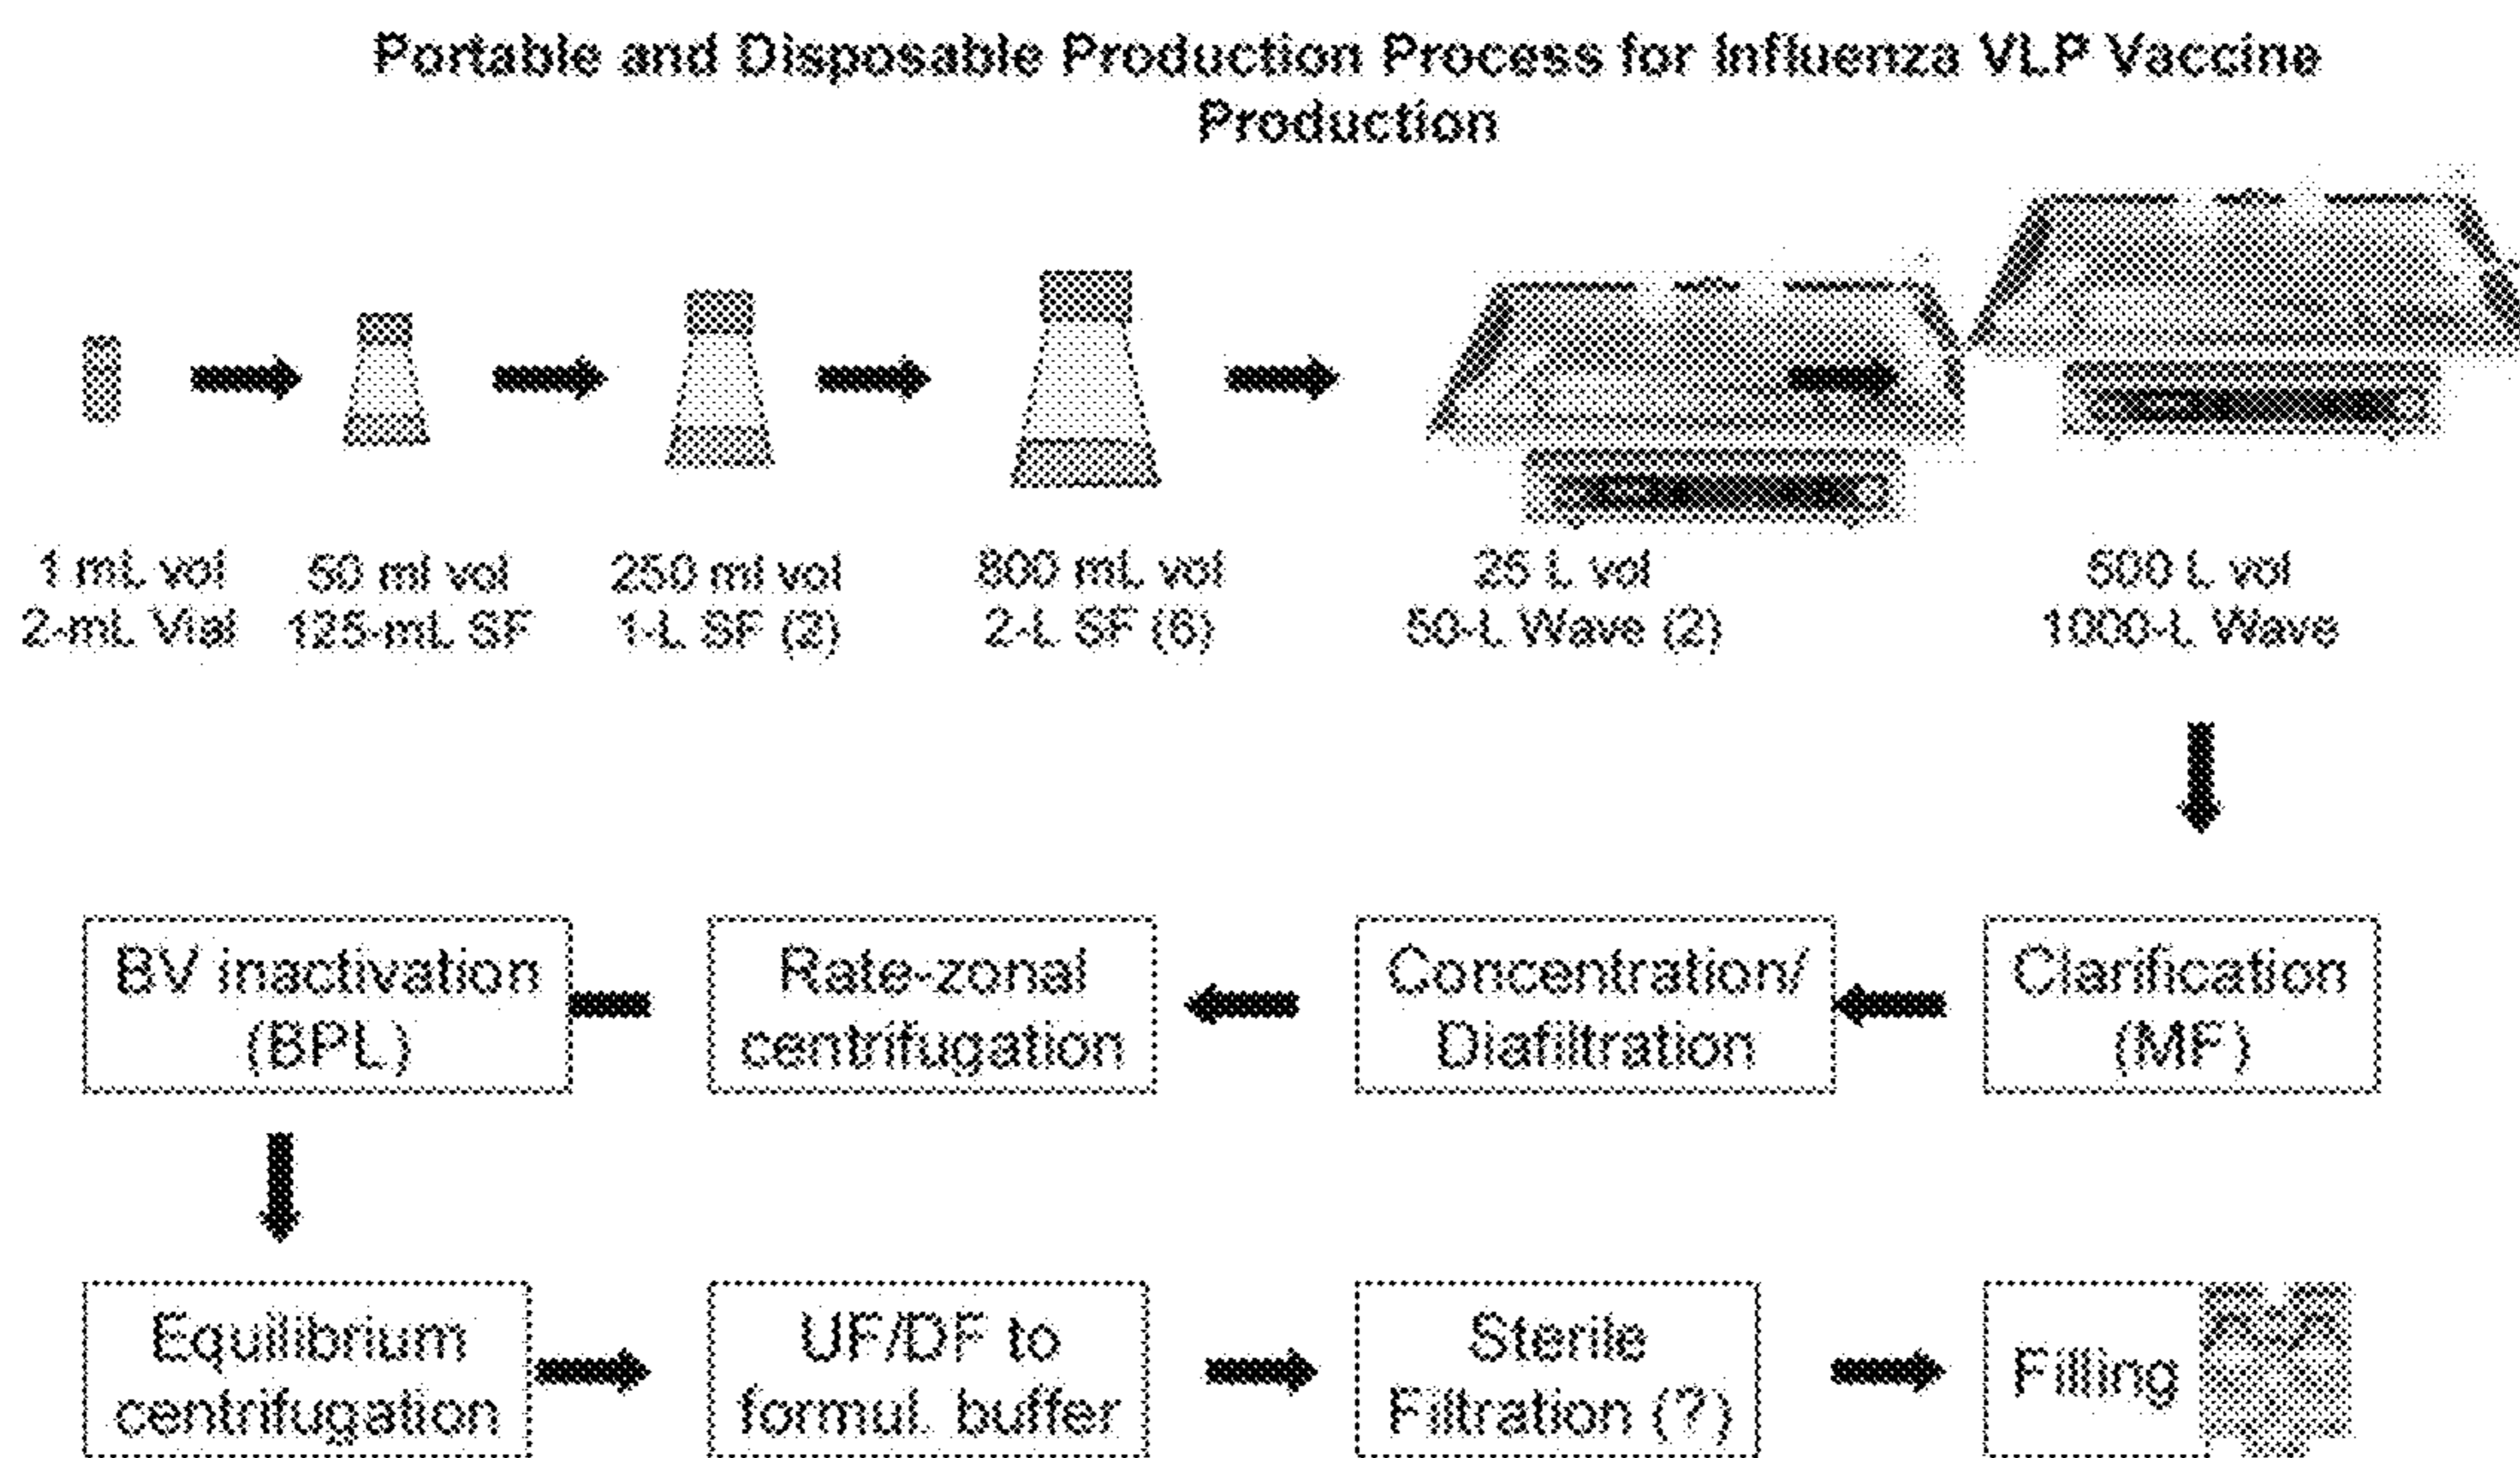 Portable and Disposable Production Process for Influenza VLP Vaccine
Production
1 mL vol
2-mL Vial
50 ml vol
125-mL SF
250 ml vol
1-L SF (2)
800 mL vol
2-L SF (6)
25 L vol
50-L Wave (2)
500 L vol
1000-L Wave
BV inactivation
(BPL)
Rate-zonal
centrifugation
Concentration/
Diafiltration
Clarification
(MF)
Equilibrium
centrifugation
UF/DF to
formul. buffer
Sterile
Filtration (?)
Filling